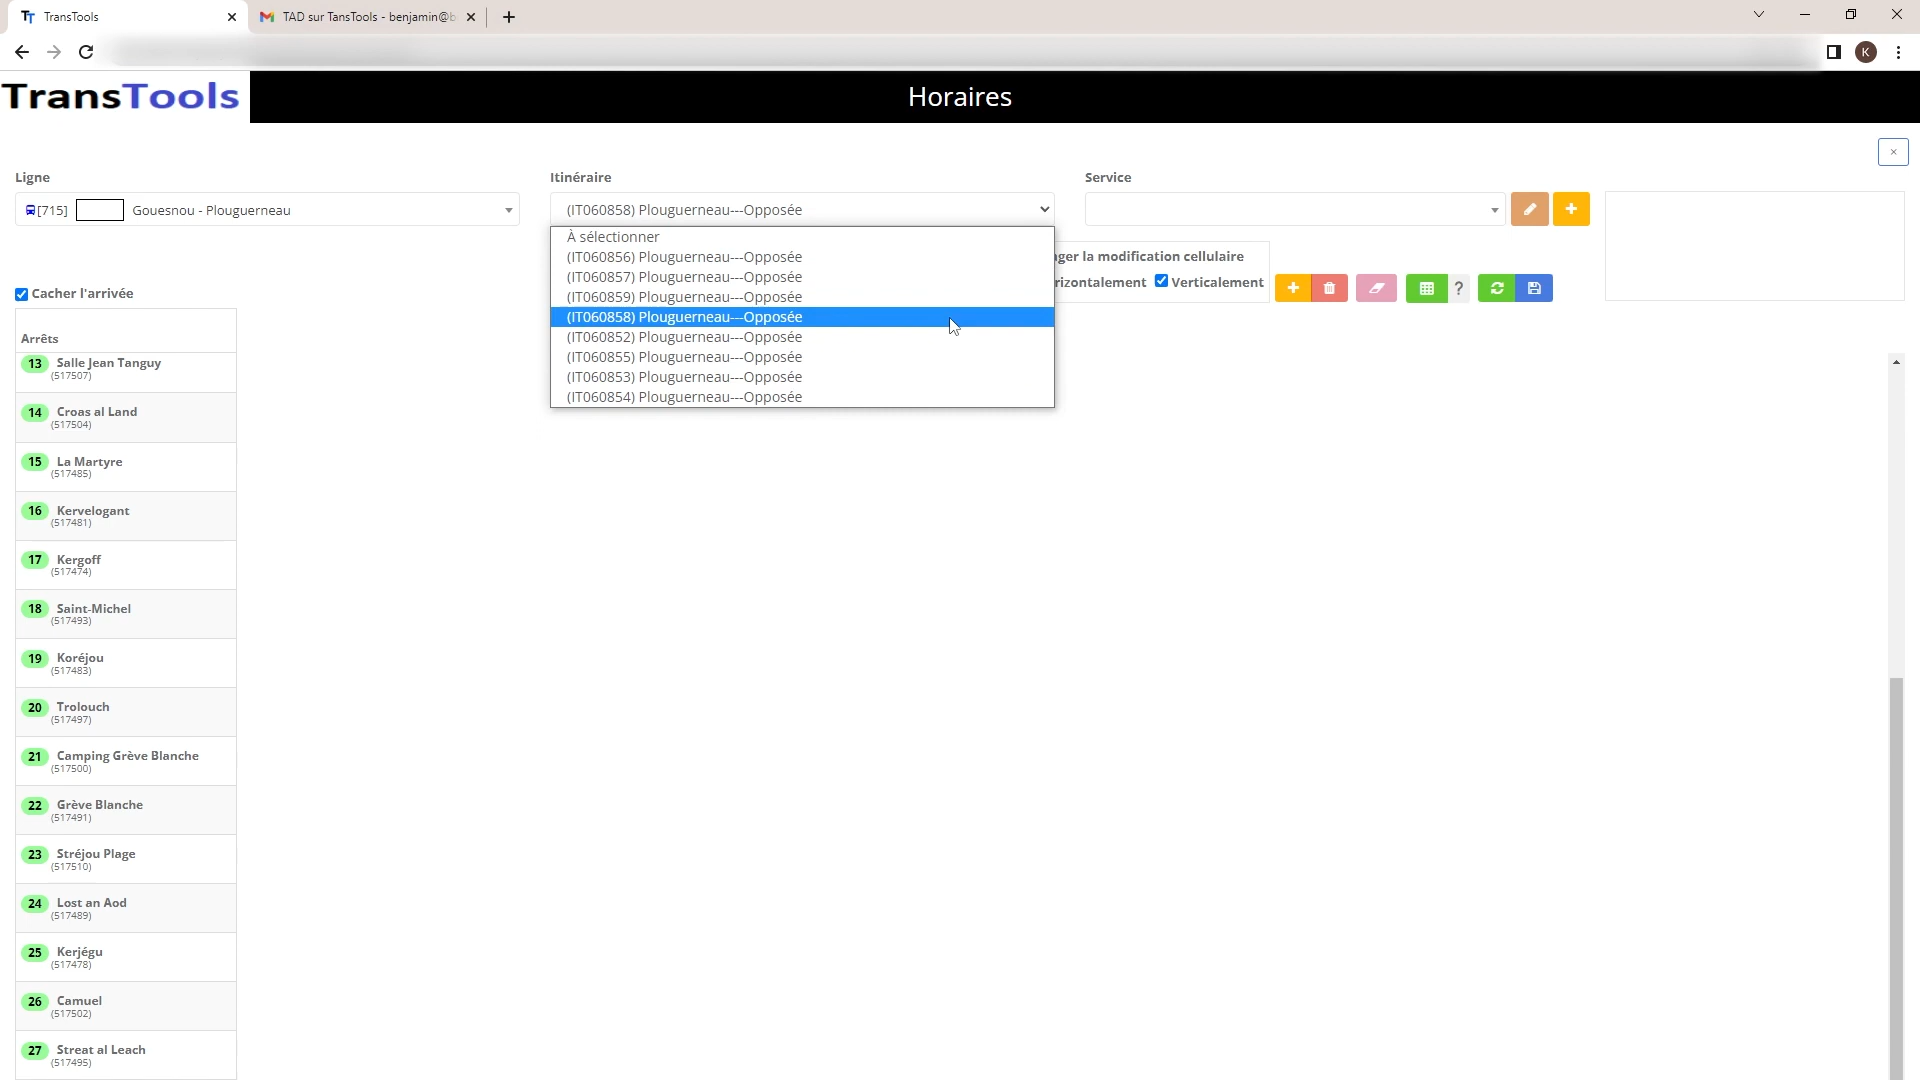 TransTools
TAD sur TansTools - benjamin@b
K
TransTools
Horaires
Ligne
Itinéraire
Service
[715] Gouesnou - Plouguerneau
(IT060858) Plouguerneau---Opposée
À sélectionner
(IT060856) Plouguerneau---Opposée
(IT060857) Plouguerneau---Opposée
(IT060859) Plouguerneau---Opposée
(IT060858) Plouguerneau---Opposée
(IT060852) Plouguerneau---Opposée
(IT060855) Plouguerneau---Opposée
(IT060853) Plouguerneau---Opposée
(IT060854) Plouguerneau---Opposée
ager la modification cellulaire
rizontalement Verticalement
?
Cacher l'arrivée
Arrêts
13 Salle Jean Tanguy
(517507)
14 Croas al Land
(517504)
15 La Martyre
(517485)
16 Kervelogant
(517481)
17 Kergoff
(517474)
18 Saint-Michel
(517493)
19 Koréjou
(517483)
20 Trolouch
(517497)
21 Camping Grève Blanche
(517500)
22 Grève Blanche
(517491)
23 Stréjou Plage
(517510)
24 Lost an Aod
(517489)
25 Kerjégu
(517478)
26 Camuel
(517502)
27 Streat al Leach
(517495)